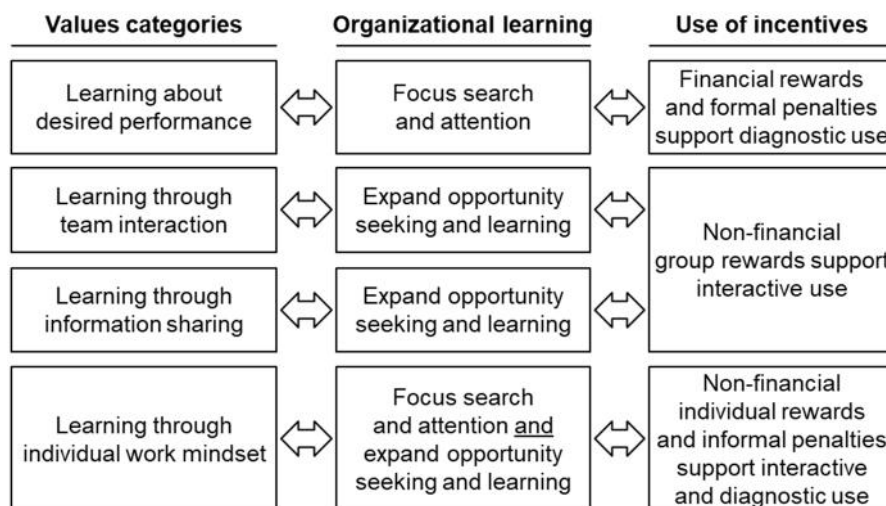 Values categories
Organizational learning
Use of incentives
Learning about
desired performance
Focus search
and attention
Financial rewards
and formal penalties
support diagnostic use
Learning through
team interaction
Expand opportunity
seeking and learning
Non-financial
group rewards support
interactive use
Learning through
information sharing
Expand opportunity
seeking and learning
Learning through
individual work mindset
Focus search
and attention and
expand opportunity
seeking and learning
Non-financial
individual rewards
and informal penalties
support interactive
and diagnostic use